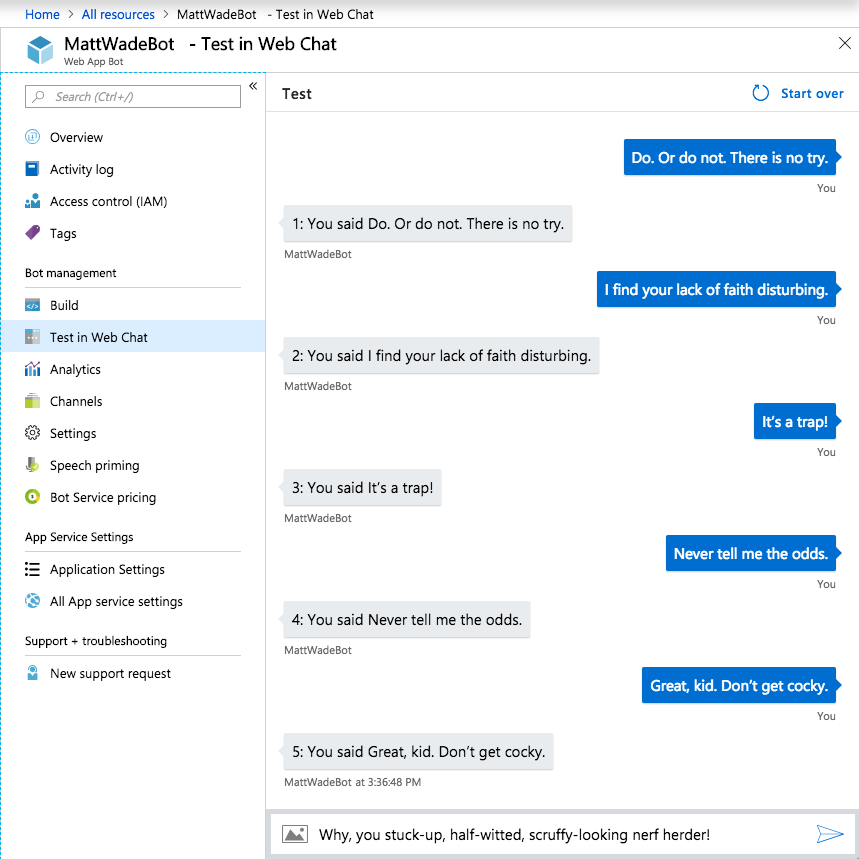 Home > All resources > MattWadeBot - Test in Web Chat
MattWadeBot - Test in Web Chat
Web App Bot
Search (Ctrl+/)
«
Overview
Activity log
Access control (IAM)
Tags
Bot management
Build
Test in Web Chat
Analytics
Channels
Settings
Speech priming
Bot Service pricing
App Service Settings
Application Settings
All App service settings
Support + troubleshooting
New support request
Test
Start over
Do. Or do not. There is no try.
You
1: You said Do. Or do not. There is no try.
MattWadeBot
I find your lack of faith disturbing.
You
2: You said I find your lack of faith disturbing.
MattWadeBot
It’s a trap!
You
3: You said It’s a trap!
MattWadeBot
Never tell me the odds.
You
4: You said Never tell me the odds.
MattWadeBot
Great, kid. Don’t get cocky.
You
5: You said Great, kid. Don’t get cocky.
MattWadeBot at 3:36:48 PM
Why, you stuck-up, half-witted, scruffy-looking nerf herder!